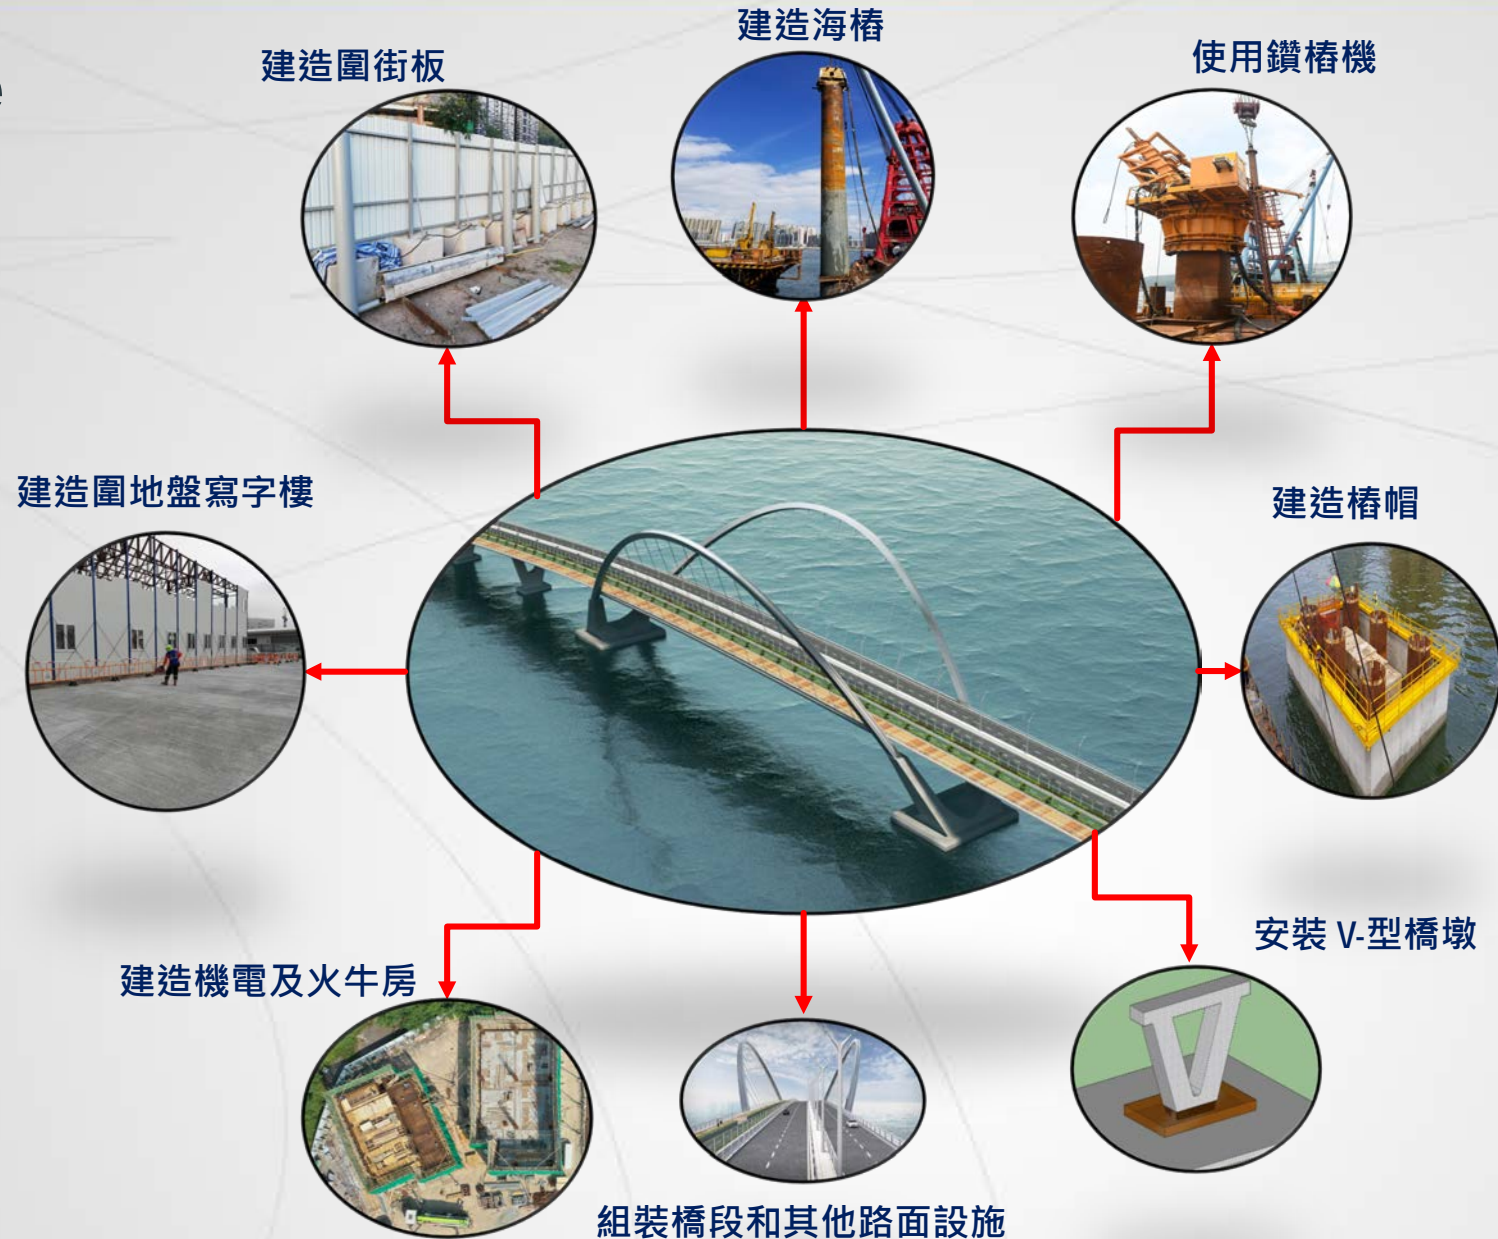 建造海樁
建造圍街板
使用鑽樁機
建造圍地盤寫字樓
建造樁帽
安裝 V-型橋墩
建造機電及火牛房
組裝橋段和其他路面設施